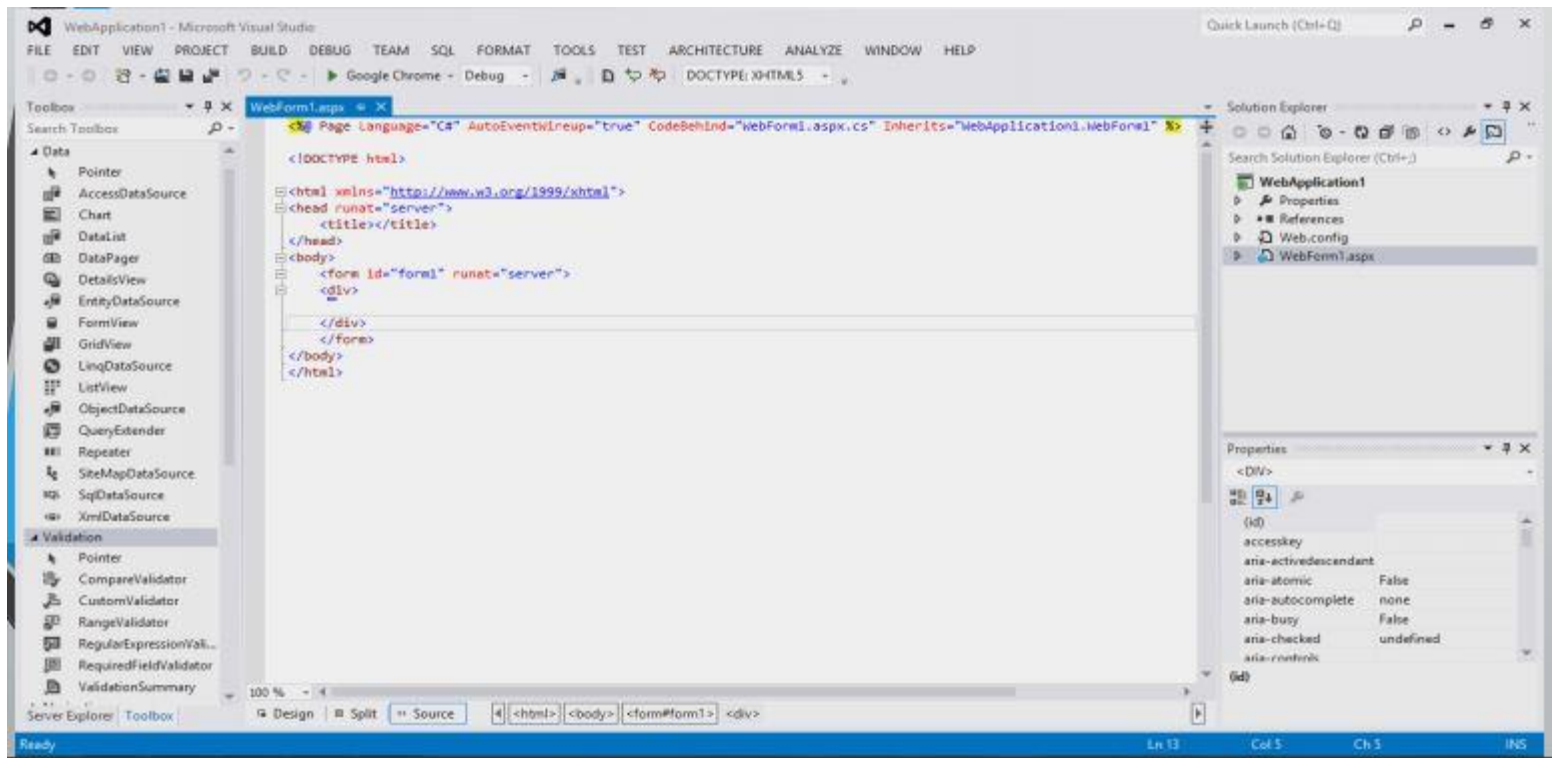 WebApplication1 - Microsoft Visual Studio
Quick Launch (Ctrl+Q)
FILE EDIT VIEW PROJECT BUILD DEBUG TEAM SQL FORMAT TOOLS TEST ARCHITECTURE ANALYZE WINDOW HELP
Google Chrome Debug DOCTYPE: XHTML5
Toolbox
Search Toolbox
Data
Pointer
AccessDataSource
Chart
DataList
DataPager
DetailsView
EntityDataSource
FormView
GridView
LinqDataSource
ListView
ObjectDataSource
QueryExtender
Repeater
SiteMapDataSource
SqlDataSource
XmlDataSource
Validation
Pointer
CompareValidator
CustomValidator
RangeValidator
RegularExpressionVali...
RequiredFieldValidator
ValidationSummary
Server Explorer Toolbox
WebForm1.aspx
<%@ Page Language="C#" AutoEventWireup="true" CodeBehind="WebForm1.aspx.cs" Inherits="WebApplication1.WebForm1" %>
<!DOCTYPE html>
<html xmlns="http://www.w3.org/1999/xhtml">
<head runat="server">
<title></title>
</head>
<body>
<form id="form1" runat="server">
<div>
</div>
</form>
</body>
</html>
100 %
Design Split Source <html> <body> <form#form1> <div>
Solution Explorer
Search Solution Explorer (Ctrl+;)
WebApplication1
Properties
References
Web.config
WebForm1.aspx
Properties
<DIV>
(id)
accesskey
aria-activedescendant
aria-atomic False
aria-autocomplete none
aria-busy False
aria-checked undefined
aria-controls
(id)
Ready Ln 13 Col 5 Ch 5 INS